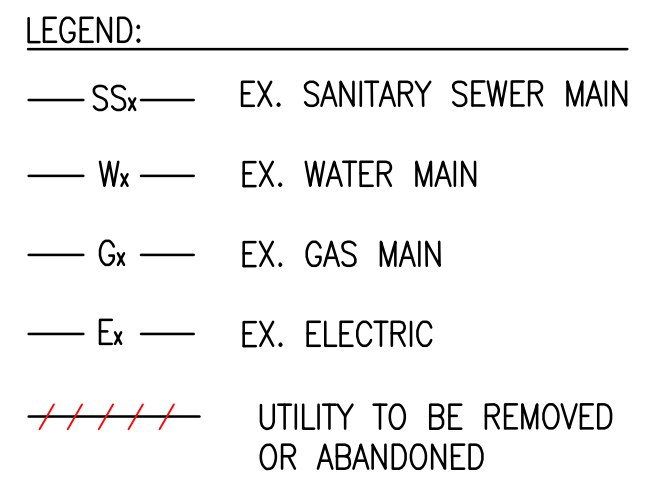 LEGEND:
SSx EX. SANITARY SEWER MAIN
Wx EX. WATER MAIN
Gx EX. GAS MAIN
Ex EX. ELECTRIC
UTILITY TO BE REMOVED
OR ABANDONED